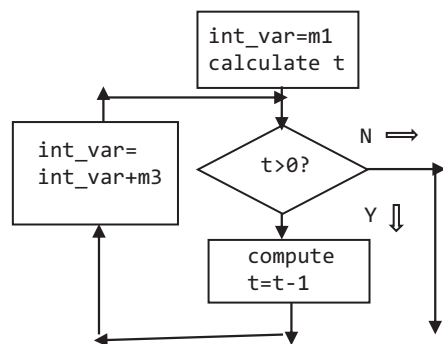 int_var=m1
calculate t
N
int_var=
int_var+m3
t>0?
Y
compute
t=t-1